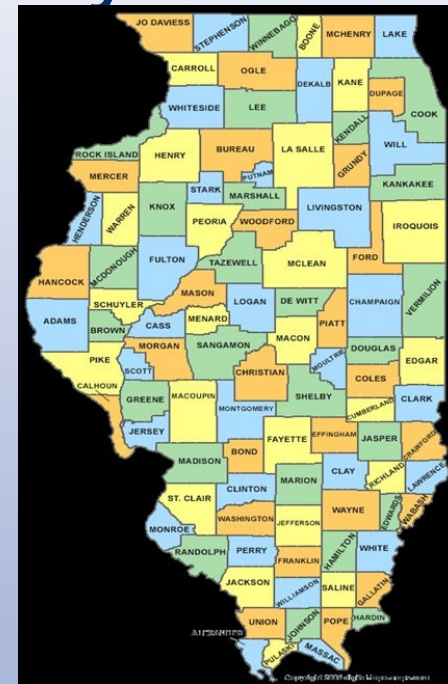 JO DAVIESS
STEPHENSON
WINNEBAGO
BOONE
MCHENRY
LAKE
CARROLL
OGLE
DEKALB
KANE
DUPAGE
COOK
WHITESIDE
LEE
KENDALL
WILL
ROCK ISLAND
HENRY
BUREAU
LA SALLE
GRUNDY
MERCER
PUTNAM
KANKAKEE
HENDERSON
WARREN
KNOX
STARK
MARSHALL
LIVINGSTON
PEORIA
WOODFORD
IROQUOIS
FORD
HANCOCK
MCDONOUGH
FULTON
TAZEWELL
MCLEAN
SCHUYLER
MASON
LOGAN
DE WITT
CHAMPAIGN
VERMILION
ADAMS
BROWN
CASS
MENARD
PIATT
MACON
PIKE
MORGAN
SANGAMON
DOUGLAS
EDGAR
SCOTT
CHRISTIAN
MOULTRIE
COLES
CALHOUN
GREENE
MACOUPIN
MONTGOMERY
SHELBY
CUMBERLAND
CLARK
JERSEY
FAYETTE
EFFINGHAM
JASPER
CRAWFORD
MADISON
BOND
CLAY
RICHLAND
LAWRENCE
CLINTON
MARION
ST. CLAIR
WAYNE
EDWARDS
WABASH
MONROE
WASHINGTON
JEFFERSON
RANDOLPH
PERRY
HAMILTON
WHITE
FRANKLIN
JACKSON
WILLIAMSON
SALINE
GALLATIN
ALEXANDER
UNION
JOHNSON
POPE
HARDIN
PULASKI
MASSAC